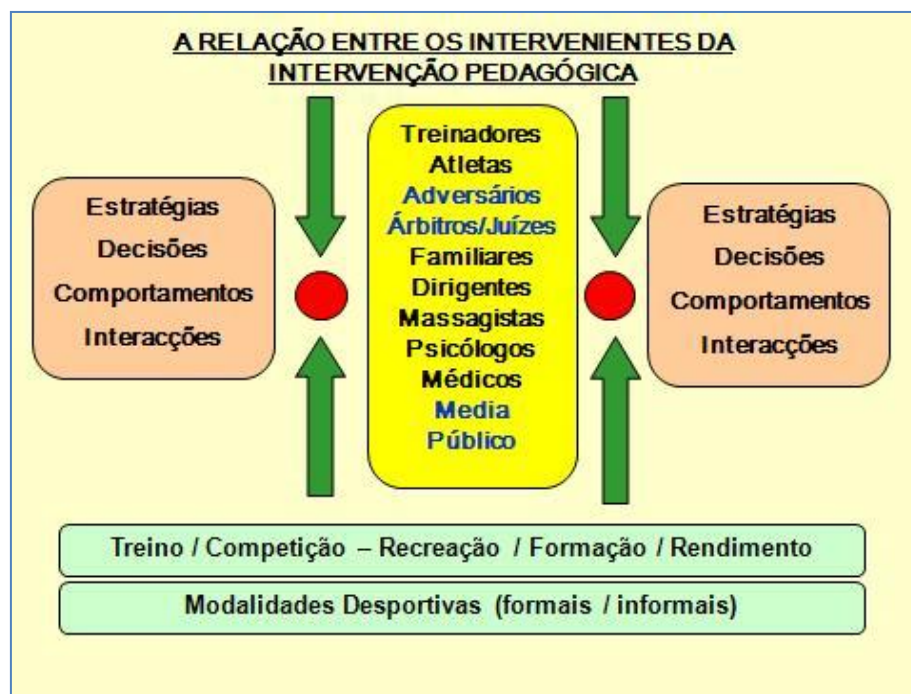 A RELAÇÃO ENTRE OS INTERVENIENTES DA
INTERVENÇÃO PEDAGÓGICA
Estratégias
Decisões
Comportamentos
Interacções
Treinadores
Atletas
Adversários
Árbitros/Juízes
Familiares
Dirigentes
Massagistas
Psicólogos
Médicos
Media
Público
Estratégias
Decisões
Comportamentos
Interacções
Treino / Competição – Recreação / Formação / Rendimento
Modalidades Desportivas (formais / informais)